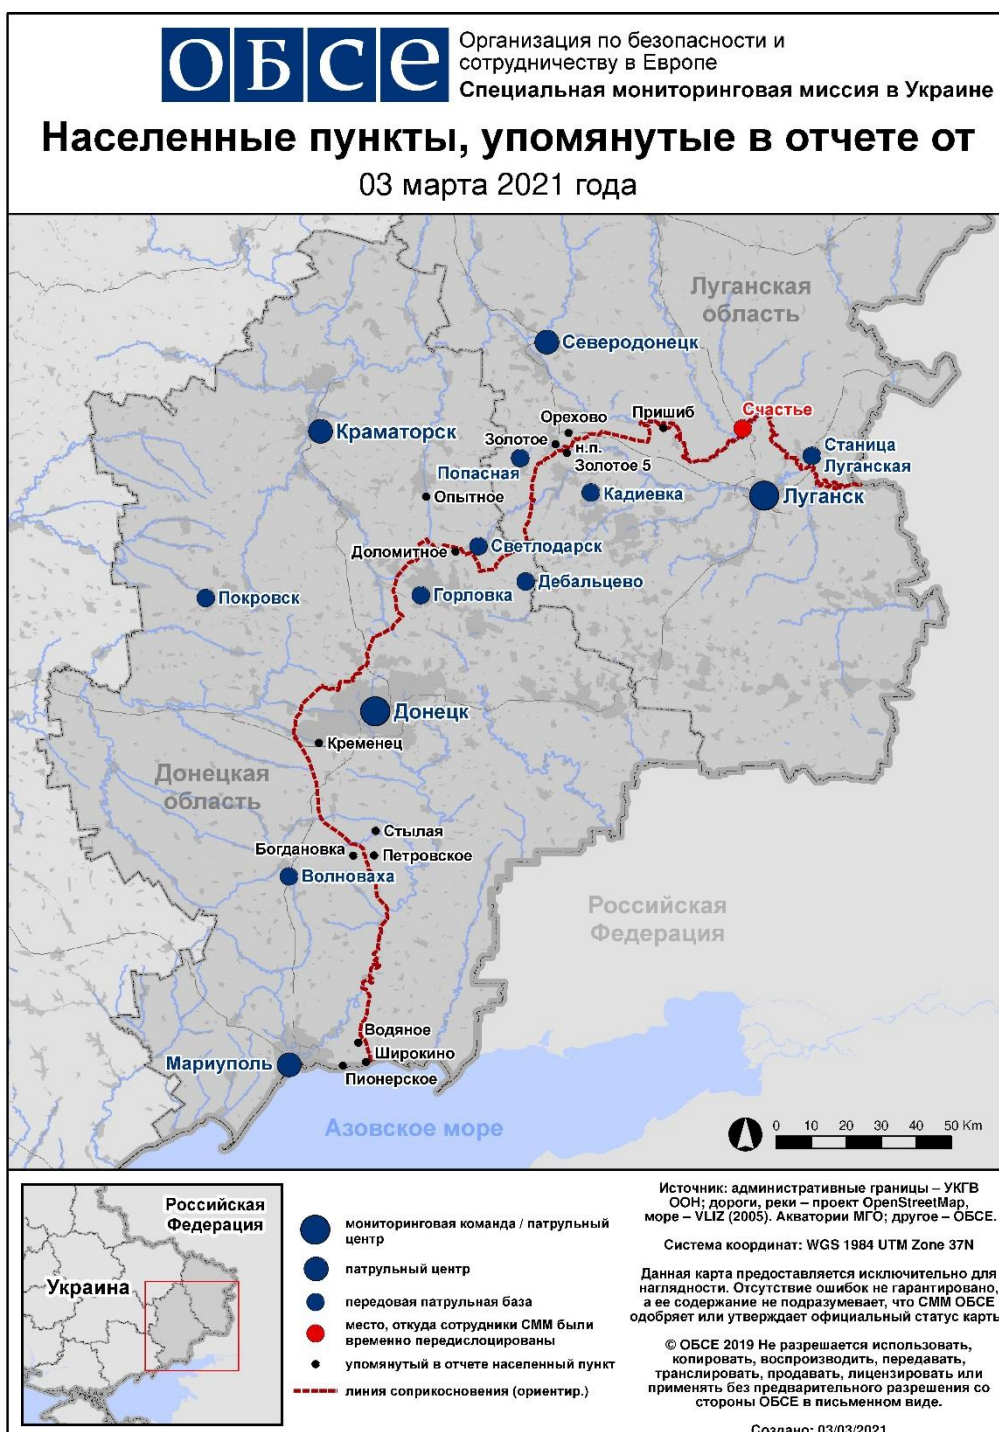 ОБСЕ
Организация по безопасности и
сотрудничеству в Европе
Специальная мониторинговая миссия в Украине
Населенные пункты, упомянутые в отчете от
03 марта 2021 года
Луганская
область
Северодонецк
Счастье
Пришиб
Орехово
Краматорск
Золотое
н.п.
Золотое 5
Станица
Луганская
Попасная
Кадиевка
Луганск
Опытное
Доломитное
Светлодарск
Дебальцево
Покровск
Горловка
Донецк
Кременец
Донецкая
область
Стылая
Богдановка
Петровское
Волноваха
Российская
Федерация
Водяное
Широкино
Мариуполь
Пионерское
Азовское море
0 10 20 30 40 50 Km
Российская
Федерация
Украина
мониторинговая команда / патрульный
центр
патрульный центр
передовая патрульная база
место, откуда сотрудники СММ были
временно передислоцированы
упомянутый в отчете населенный пункт
линия соприкосновения (ориентир.)
Источник: административные границы – УКГВ
ООН; дороги, реки – проект OpenStreetMap,
море – VLIZ (2005). Акватории МГО; другое – ОБСЕ.
Система координат: WGS 1984 UTM Zone 37N
Данная карта предоставляется исключительно для
наглядности. Отсутствие ошибок не гарантировано,
а ее содержание не подразумевает, что СММ ОБСЕ
одобряет или утверждает официальный статус карты
© ОБСЕ 2019 Не разрешается использовать,
копировать, воспроизводить, передавать,
транслировать, продавать, лицензировать или
применять без предварительного разрешения со
стороны ОБСЕ в письменном виде.
Создано: 03/03/2021